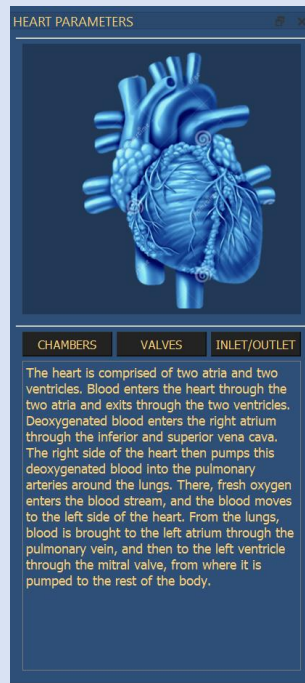 HEART PARAMETERS
CHAMBERS
VALVES
INLET/OUTLET
The heart is comprised of two atria and two
ventricles. Blood enters the heart through the
two atria and exits through the two ventricles.
Deoxygenated blood enters the right atrium
through the inferior and superior vena cava.
The right side of the heart then pumps this
deoxygenated blood into the pulmonary
arteries around the lungs. There, fresh oxygen
enters the blood stream, and the blood moves
to the left side of the heart. From the lungs,
blood is brought to the left atrium through the
pulmonary vein, and then to the left ventricle
through the mitral valve, from where it is
pumped to the rest of the body.